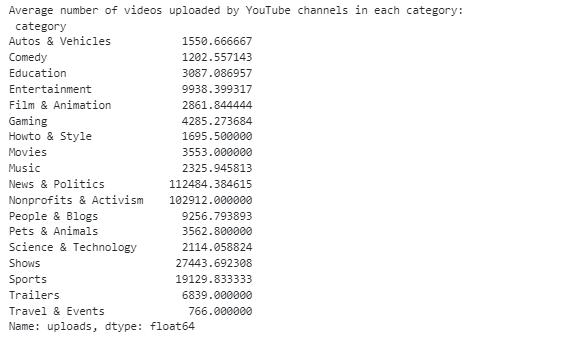 Average number of videos uploaded by YouTube channels in each category:
category
Autos & Vehicles 1550.666667
Comedy 1202.557143
Education 3087.086957
Entertainment 9938.399317
Film & Animation 2861.844444
Gaming 4285.273684
Howto & Style 1695.500000
Movies 3553.000000
Music 2325.945813
News & Politics 112484.384615
Nonprofits & Activism 102912.000000
People & Blogs 9256.793893
Pets & Animals 3562.800000
Science & Technology 2114.058824
Shows 27443.692308
Sports 19129.833333
Trailers 6839.000000
Travel & Events 766.000000
Name: uploads, dtype: float64